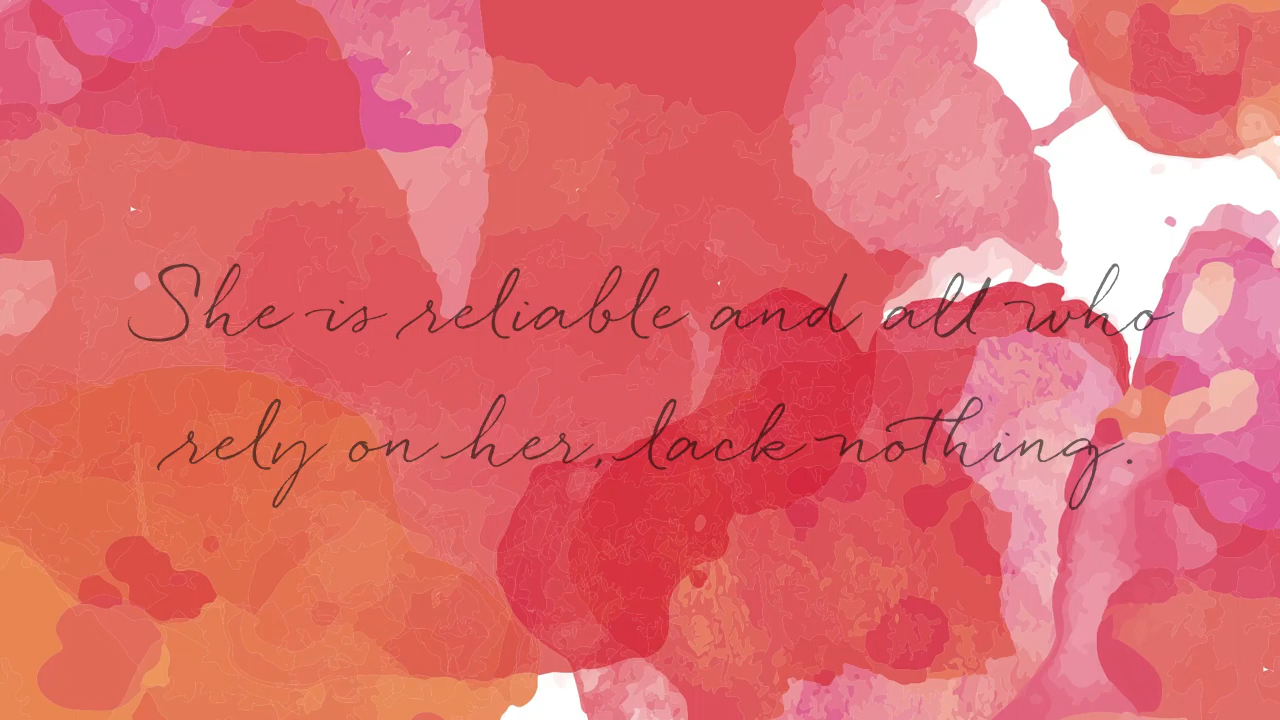 She is reliable and all who
rely on her, lack nothing.